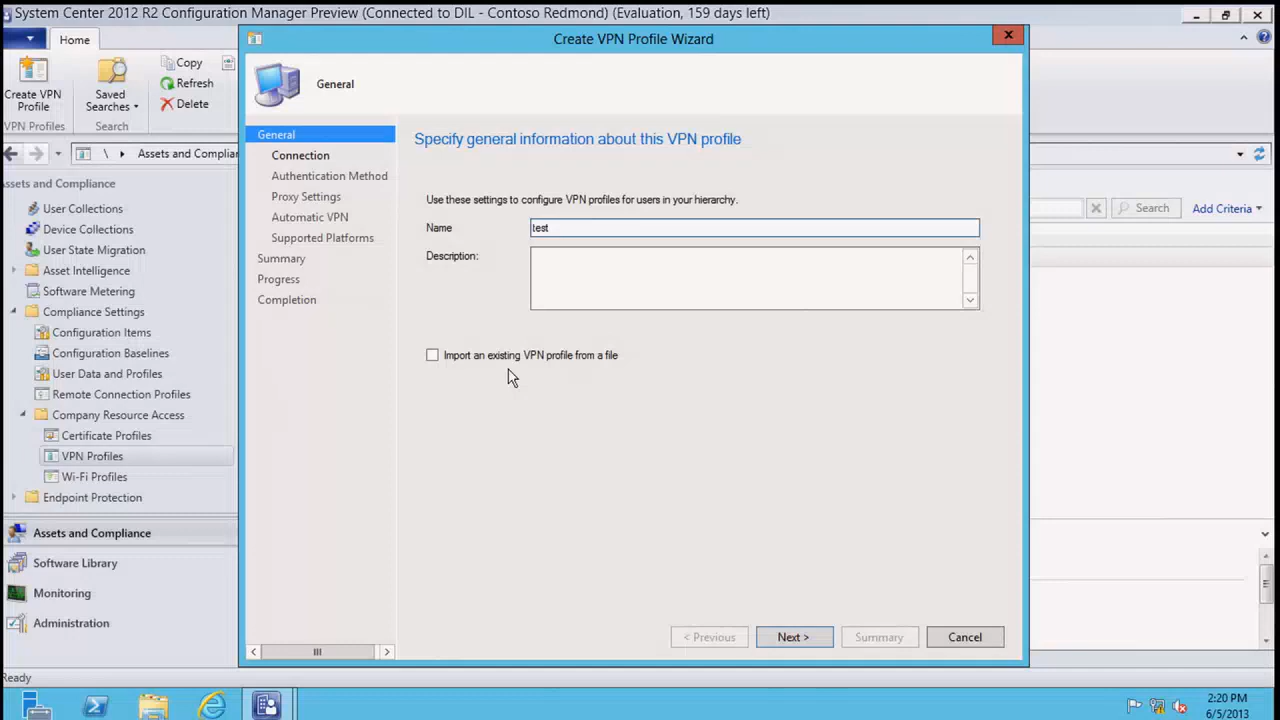 System Center 2012 R2 Configuration Manager Preview (Connected to DIL - Contoso Redmond) (Evaluation, 159 days left)
Home
Create VPN Profile
VPN Profiles
Saved Searches
Search
Copy
Refresh
Delete
\ Assets and Complian
Assets and Compliance
User Collections
Device Collections
User State Migration
Asset Intelligence
Software Metering
Compliance Settings
Configuration Items
Configuration Baselines
User Data and Profiles
Remote Connection Profiles
Company Resource Access
Certificate Profiles
VPN Profiles
Wi-Fi Profiles
Endpoint Protection
Assets and Compliance
Software Library
Monitoring
Administration
Ready
Create VPN Profile Wizard
General
General
Connection
Authentication Method
Proxy Settings
Automatic VPN
Supported Platforms
Summary
Progress
Completion
Specify general information about this VPN profile
Use these settings to configure VPN profiles for users in your hierarchy.
Name
test
Description:
Import an existing VPN profile from a file
< Previous
Next >
Summary
Cancel
Search
Add Criteria
2:20 PM
6/5/2013